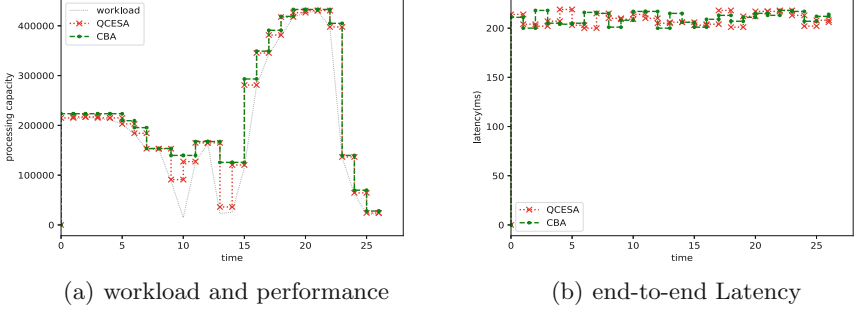 workload
QCESA
CBA
processing capacity
400000
300000
200000
100000
0
0
5
10
15
20
25
time
(a) workload and performance
latency(ms)
200
150
100
50
0
QCESA
CBA
0
5
10
15
20
25
time
(b) end-to-end Latency